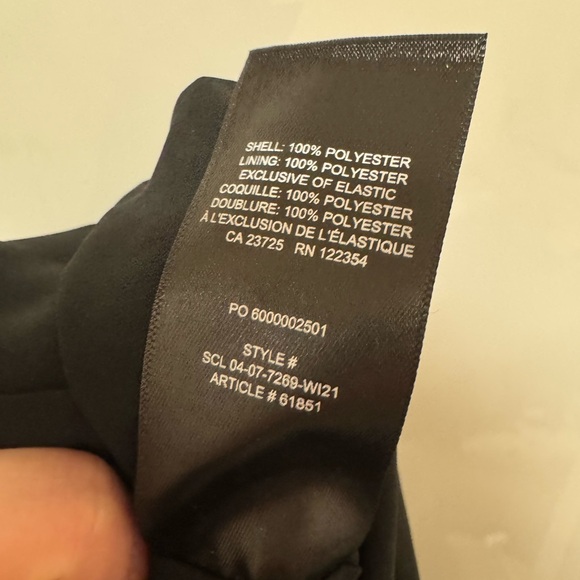 SHELL: 100% POLYESTER
LINING: 100% POLYESTER
EXCLUSIVE OF ELASTIC
COQUILLE: 100% POLYESTER
DOUBLURE: 100% POLYESTER
À L'EXCLUSION DE L'ÉLASTIQUE
CA 23725 RN 122354
PO 6000002501
STYLE #
SCL 04-07-7269-WI21
ARTICLE # 61851